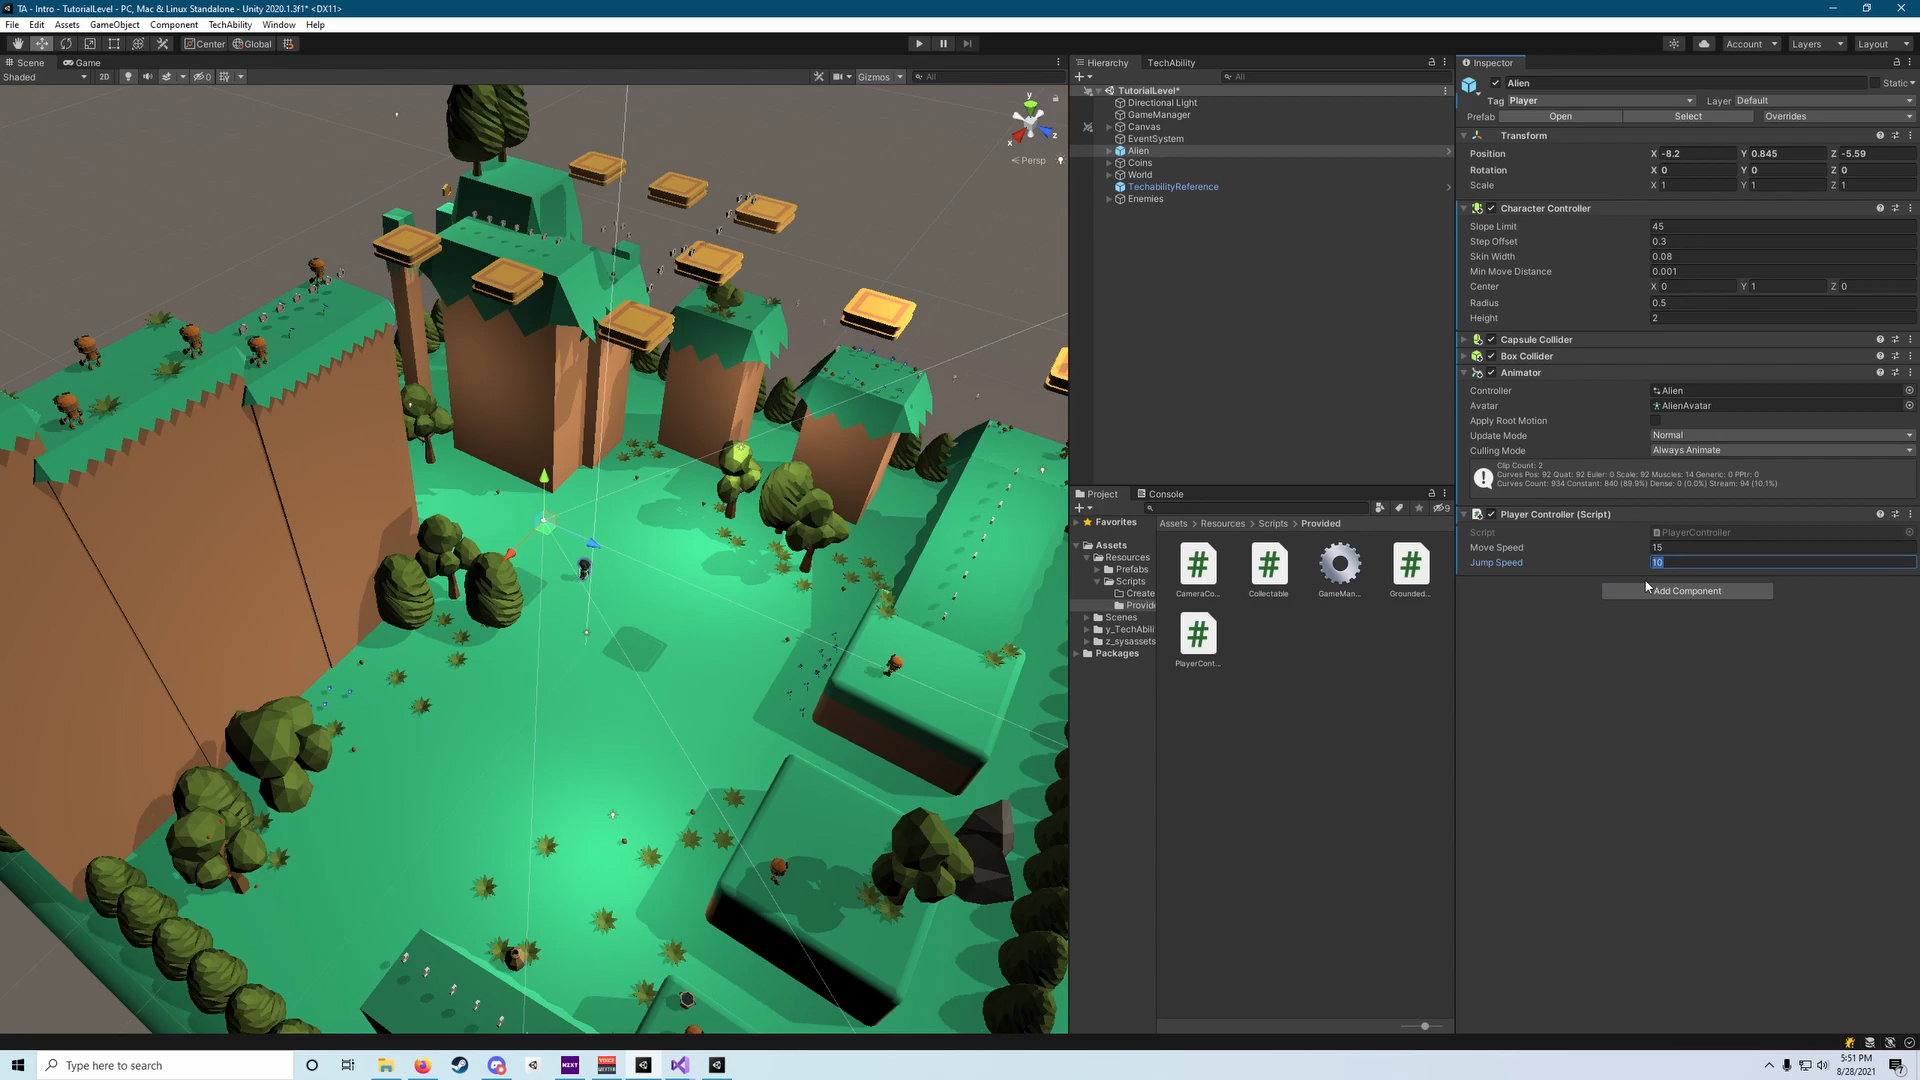 TA - Intro - TutorialLevel - PC, Mac & Linux Standalone - Unity 2020.1.3f1* <DX11>
File Edit Assets GameObject Component TechAbility Window Help
Center Global Account Layers Layout
Scene Game
Shaded 2D 0 Gizmos All
y
x z
Persp
Hierarchy TechAbility
All
TutorialLevel*
Directional Light
GameManager
Canvas
EventSystem
Alien
Coins
World
TechabilityReference
Enemies
Project Console
9
Favorites
Assets
Resources
Prefabs
Scripts
Create
Provide
Scenes
y_TechAbili
z_sysassets
Packages
Assets > Resources > Scripts > Provided
CameraCo... Collectable GameMan... Grounded...
PlayerCont...
Inspector
Alien Static
Tag Player Layer Default
Prefab Open Select Overrides
Transform
Position X -8.2 Y 0.845 Z -5.59
Rotation X 0 Y 0 Z 0
Scale X 1 Y 1 Z 1
Character Controller
Slope Limit 45
Step Offset 0.3
Skin Width 0.08
Min Move Distance 0.001
Center X 0 Y 1 Z 0
Radius 0.5
Height 2
Capsule Collider
Box Collider
Animator
Controller Alien
Avatar AlienAvatar
Apply Root Motion
Update Mode Normal
Culling Mode Always Animate
Clip Count: 2
Curves Pos: 92 Quat: 92 Euler: 0 Scale: 92 Muscles: 14 Generic: 0 PPtr: 0
Curves Count: 934 Constant: 840 (89.9%) Dense: 0 (0.0%) Stream: 94 (10.1%)
Player Controller (Script)
Script PlayerController
Move Speed 15
Jump Speed 10
Add Component
Type here to search
NZXT
5:51 PM
8/28/2021